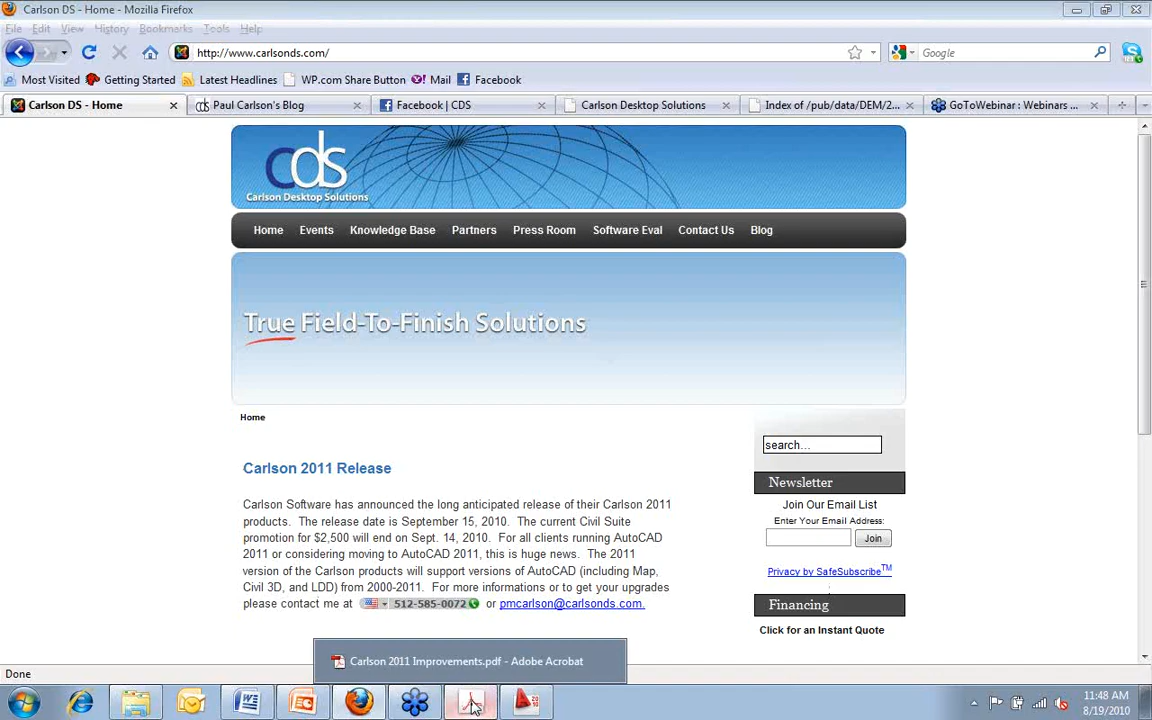 Carlson DS - Home - Mozilla Firefox
File Edit View History Bookmarks Tools Help
http://www.carlsonds.com/
Google
Most Visited Getting Started Latest Headlines WP.com Share Button Mail Facebook
Carlson DS - Home
cds Paul Carlson's Blog
Facebook | CDS
Carlson Desktop Solutions
Index of /pub/data/DEM/2...
GoToWebinar : Webinars ...
cds
Carlson Desktop Solutions
Home Events Knowledge Base Partners Press Room Software Eval Contact Us Blog
True Field-To-Finish Solutions
Home
search...
Carlson 2011 Release
Newsletter
Join Our Email List
Enter Your Email Address:
Join
Privacy by SafeSubscribe TM
Financing
Click for an Instant Quote
Carlson Software has announced the long anticipated release of their Carlson 2011
products. The release date is September 15, 2010. The current Civil Suite
promotion for $2,500 will end on Sept. 14, 2010. For all clients running AutoCAD
2011 or considering moving to AutoCAD 2011, this is huge news. The 2011
version of the Carlson products will support versions of AutoCAD (including Map,
Civil 3D, and LDD) from 2000-2011. For more informations or to get your upgrades
please contact me at 512-585-0072 or pmcarlson@carlsonds.com.
Carlson 2011 Improvements.pdf - Adobe Acrobat
Done
11:48 AM
8/19/2010